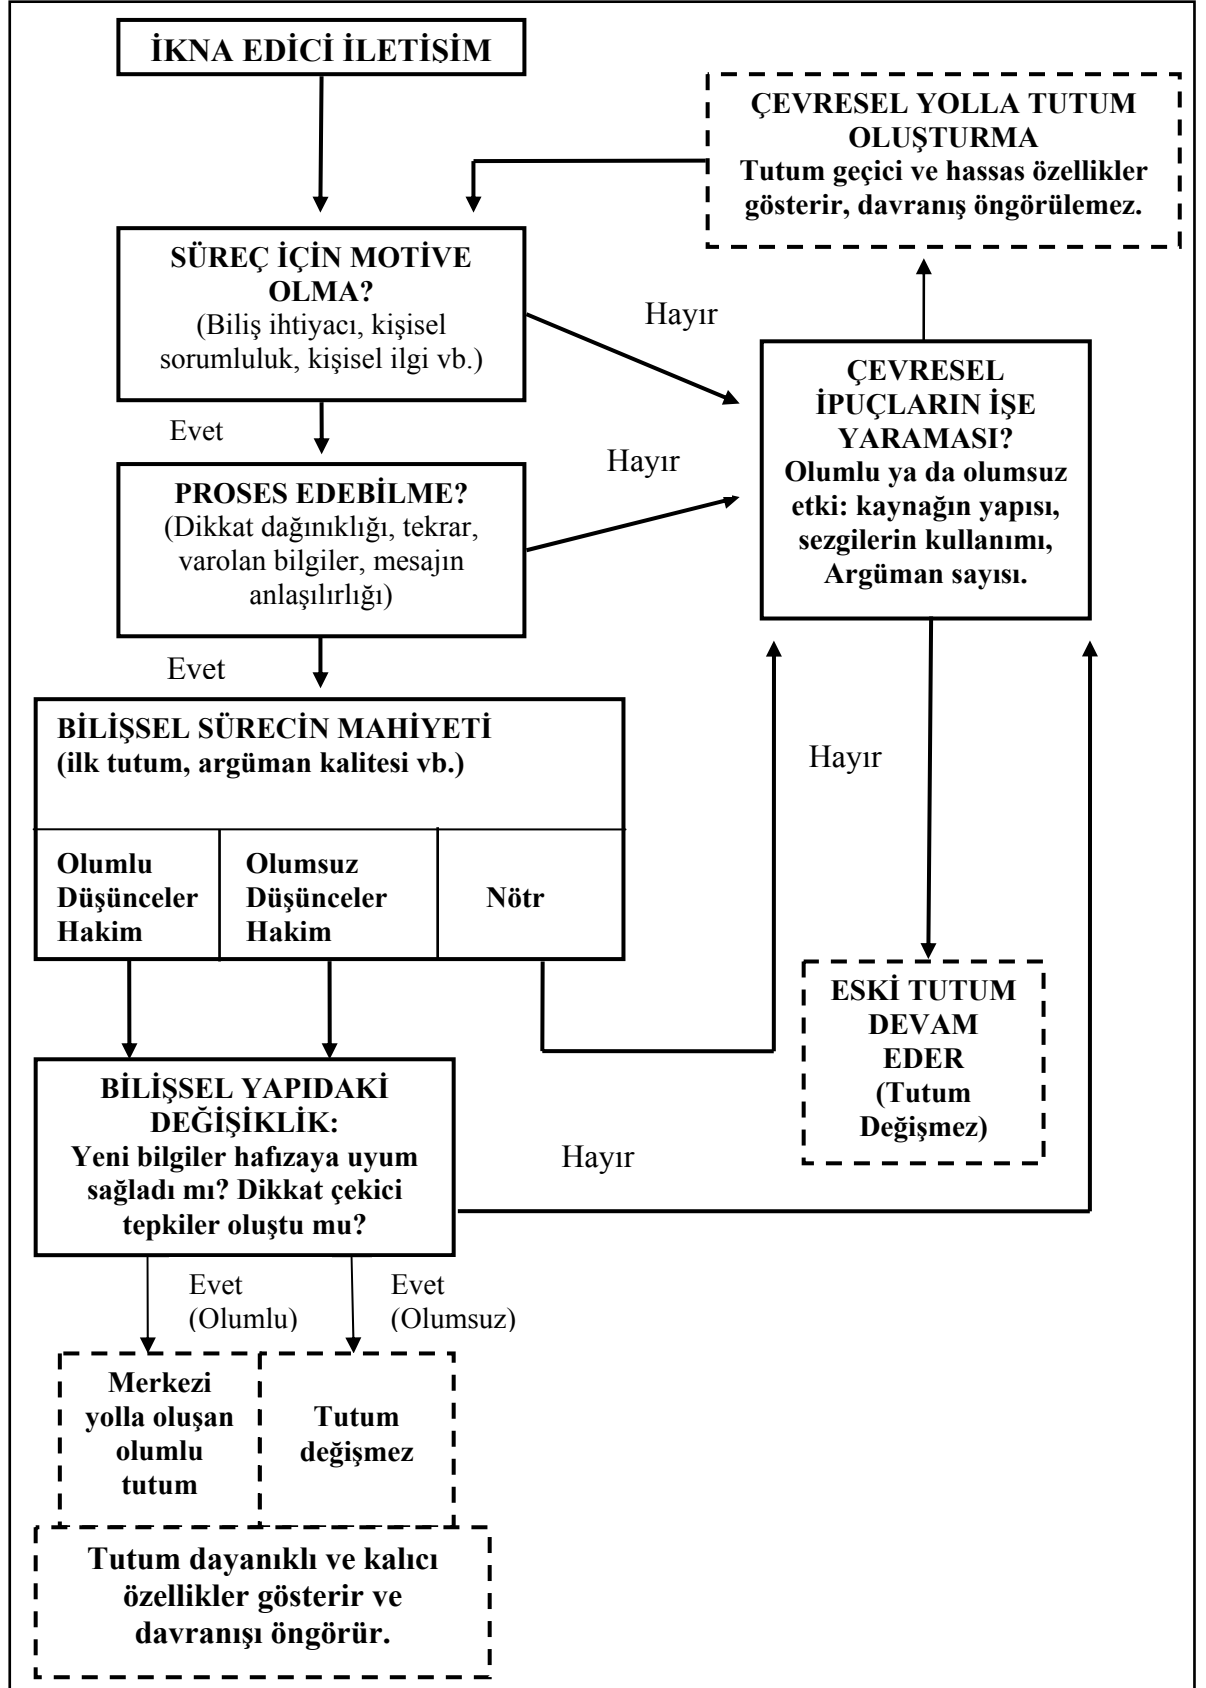 İKNA EDİCİ İLETİŞİM
ÇEVRESEL YOLLA TUTUM
OLUŞTURMA
Tutum geçici ve hassas özellikler
gösterir, davranış öngörülemez.
SÜREÇ İÇİN MOTİVE
OLMA?
(Biliş ihtiyacı, kişisel
sorumluluk, kişisel ilgi vb.)
Hayır
ÇEVRESEL
İPUÇLARIN İŞE
YARAMASI?
Olumlu ya da olumsuz
etki: kaynağın yapısı,
sezgilerin kullanımı,
Argüman sayısı.
Evet
Hayır
PROSES EDEBİLME?
(Dikkat dağınıklığı, tekrar,
varolan bilgiler, mesajın
anlaşılırlığı)
Evet
BİLİŞSEL SÜRECİN MAHİYETİ
(ilk tutum, argüman kalitesi vb.)
Hayır
Olumlu
Düşünceler
Hakim
Olumsuz
Düşünceler
Hakim
Nötr
ESKİ TUTUM
DEVAM
EDER
(Tutum
Değişmez)
BİLİŞSEL YAPIDAKİ
DEĞİŞİKLİK:
Yeni bilgiler hafızaya uyum
sağladı mı? Dikkat çekici
tepkiler oluştu mu?
Hayır
Evet
(Olumlu)
Evet
(Olumsuz)
Merkezi
yolla oluşan
olumlu
tutum
Tutum
değişmez
Tutum dayanıklı ve kalıcı
özellikler gösterir ve
davranışı öngörür.